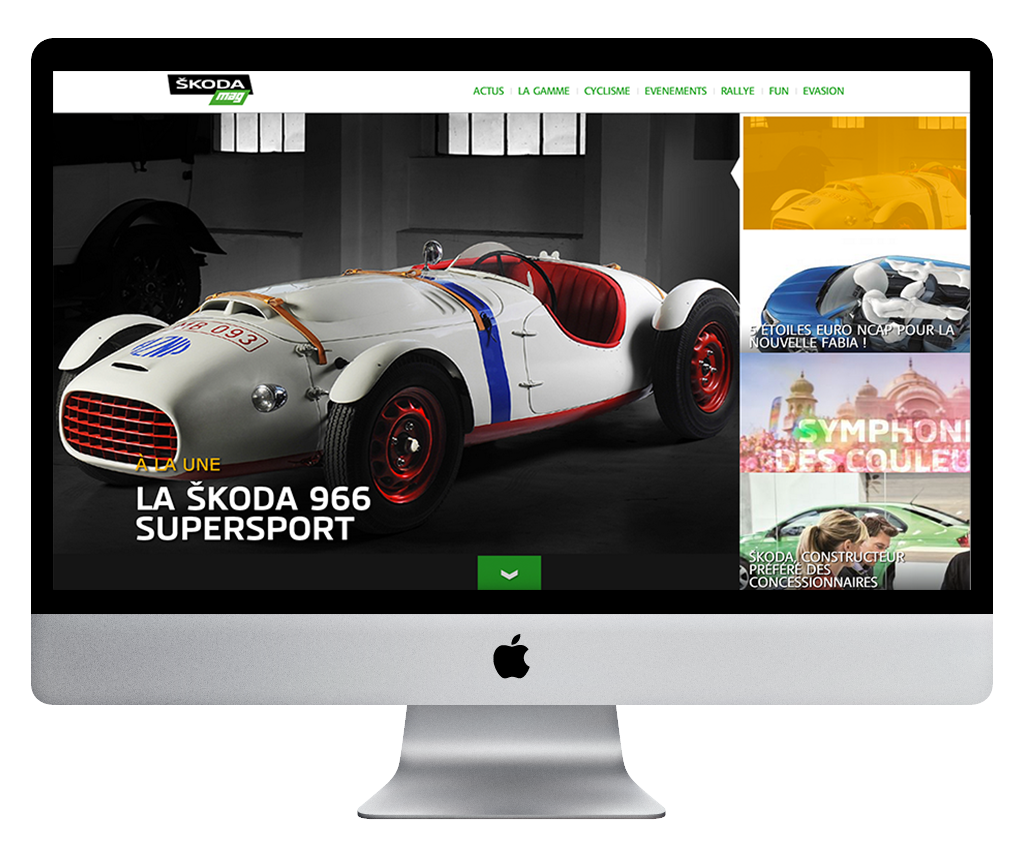 ŠKODA
mag
ACTUS
LA GAMME
CYCLISME
EVENEMENTS
RALLYE
FUN
EVASION
093
À LA UNE
LA ŠKODA 966
SUPERSPORT
5 ÉTOILES EURO NCAP POUR LA
NOUVELLE FABIA !
SYMPHONI
DES COULEU
ŠKODA, CONSTRUCTEUR
PRÉFÉRÉ DES
CONCESSIONNAIRES